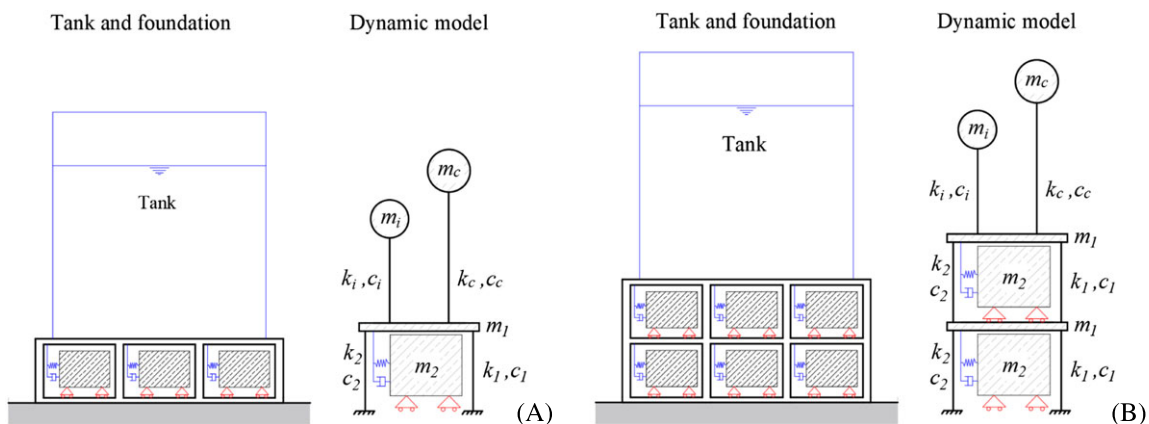 Tank and foundation
Dynamic model
Tank
m_c
m_i
k_i ,c_i
k_c ,c_c
m_1
k_2
c_2
m_2
k_1 ,c_1
(A)
Tank and foundation
Dynamic model
Tank
m_c
m_i
k_i ,c_i
k_c ,c_c
m_1
k_2
c_2
m_2
k_1 ,c_1
m_1
k_2
c_2
m_2
k_1 ,c_1
(B)